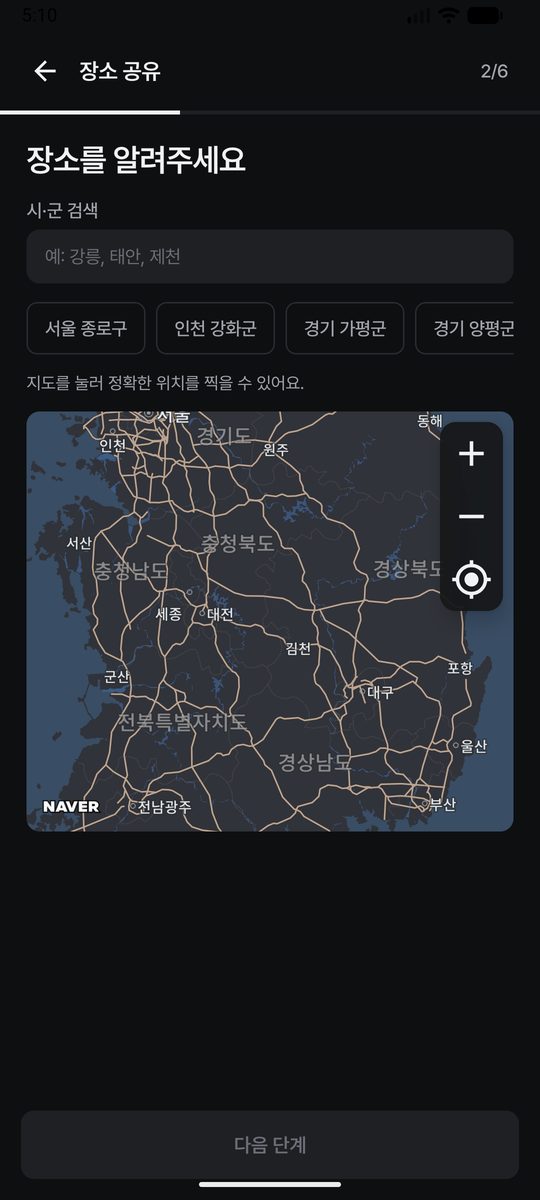 5:10
장소 공유
2/6
장소를 알려주세요
시·군 검색
예: 강릉, 태안, 제천
서울 종로구
인천 강화군
경기 가평군
경기 양평군
지도를 눌러 정확한 위치를 찍을 수 있어요.
서울
동해
경기도
인천
원주
서산
충청북도
충청남도
경상북도
세종
대전
김천
포항
군산
대구
전북특별자치도
울산
경상남도
NAVER
전남광주
부산
다음 단계